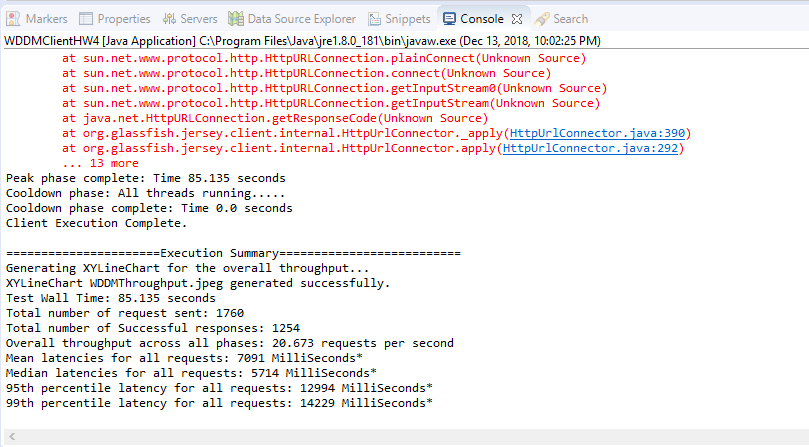 Markers Properties Servers Data Source Explorer Snippets Console Search
WDDMClientHW4 [Java Application] C:\Program Files\Java\jre1.8.0_181\bin\javaw.exe (Dec 13, 2018, 10:02:25 PM)
at sun.net.www.protocol.http.HttpURLConnection.plainConnect(Unknown Source)
at sun.net.www.protocol.http.HttpURLConnection.connect(Unknown Source)
at sun.net.www.protocol.http.HttpURLConnection.getInputStream0(Unknown Source)
at sun.net.www.protocol.http.HttpURLConnection.getInputStream(Unknown Source)
at java.net.HttpURLConnection.getResponseCode(Unknown Source)
at org.glassfish.jersey.client.internal.HttpUrlConnector._apply(HttpUrlConnector.java:390)
at org.glassfish.jersey.client.internal.HttpUrlConnector.apply(HttpUrlConnector.java:292)
... 13 more
Peak phase complete: Time 85.135 seconds
Cooldown phase: All threads running.....
Cooldown phase complete: Time 0.0 seconds
Client Execution Complete.
======================Execution Summary==========================
Generating XYLineChart for the overall throughput...
XYLineChart WDDMThroughput.jpeg generated successfully.
Test Wall Time: 85.135 seconds
Total number of request sent: 1760
Total number of Successful responses: 1254
Overall throughput across all phases: 20.673 requests per second
Mean latencies for all requests: 7091 MilliSeconds*
Median latencies for all requests: 5714 MilliSeconds*
95th percentile latency for all requests: 12994 MilliSeconds*
99th percentile latency for all requests: 14229 MilliSeconds*